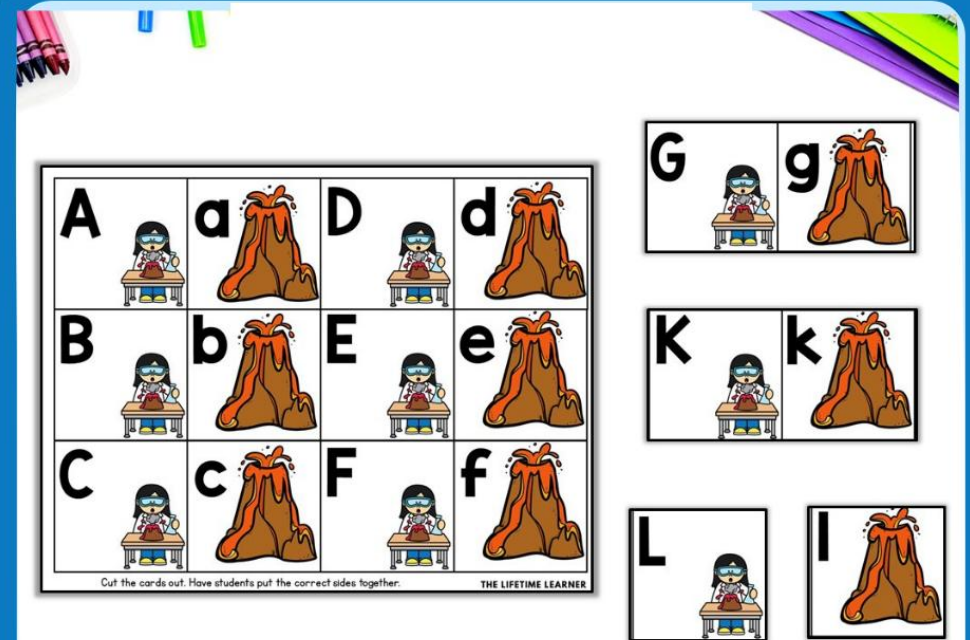 A a D d
B b E e
C c F f
Cut the cards out. Have students put the correct sides together.
THE LIFETIME LEARNER
G g
K k
L l